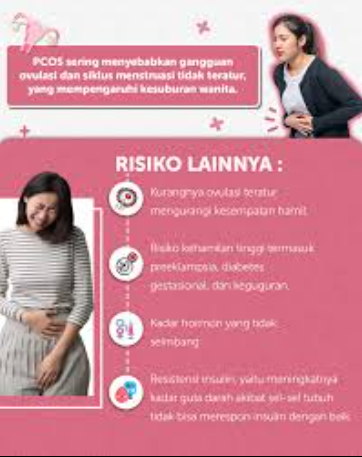 PCOS sering menyebabkan gangguan
ovulasi dan siklus menstruasi tidak teratur,
yang mempengaruhi kesuburan wanita.
RISIKO LAINNYA :
Kurangnya ovulasi teratur
mengurangi kesempatan hamil
Risiko kehamilan tinggi termasuk
preeklampsia, diabetes
gestasional, dan keguguran.
Kadar hormon yang tidak
seimbang
Resistensi insulin, yaitu meningkatnya
kadar gula darah akibat sel-sel tubuh
tidak bisa merespon insulin dengan baik